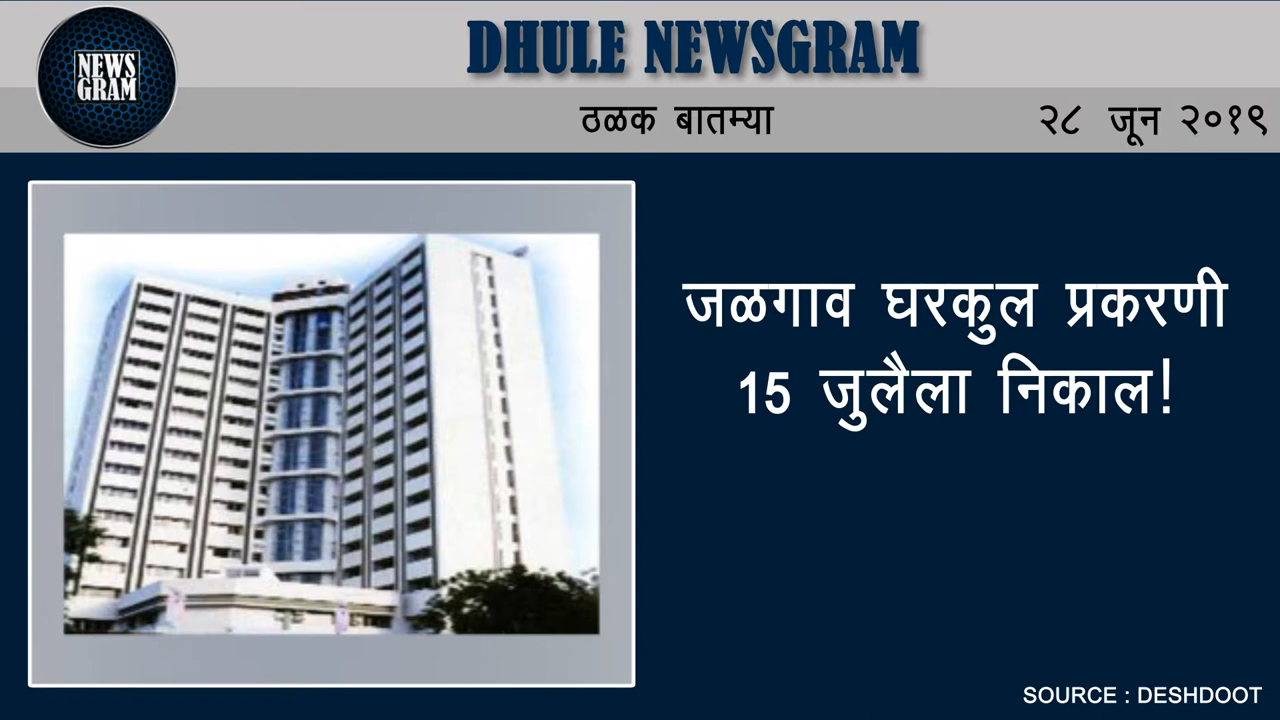 NEWS
GRAM
DHULE NEWSGRAM
ठळक बातम्या
२८ जून २०१९
जळगाव घरकुल प्रकरणी
15 जुलैला निकाल!
SOURCE : DESHDOOT